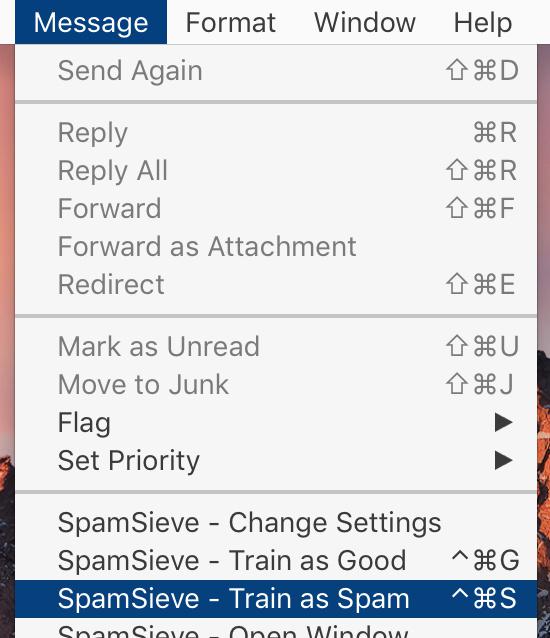 Message Format Window Help
Send Again ⇧⌘D
Reply ⌘R
Reply All ⇧⌘R
Forward ⇧⌘F
Forward as Attachment
Redirect ⇧⌘E
Mark as Unread ⇧⌘U
Move to Junk ⇧⌘J
Flag ▶
Set Priority ▶
SpamSieve - Change Settings
SpamSieve - Train as Good ^⌘G
SpamSieve - Train as Spam ^⌘S
SpamSieve - Open Window